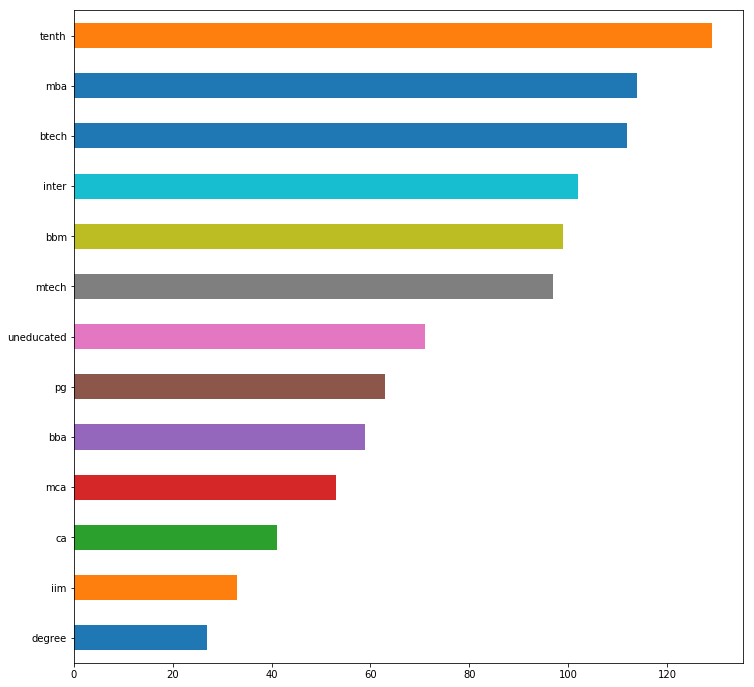 tenth
mba
btech
inter
bbm
mtech
uneducated
pg
bba
mca
ca
iim
degree
0 20 40 60 80 100 120